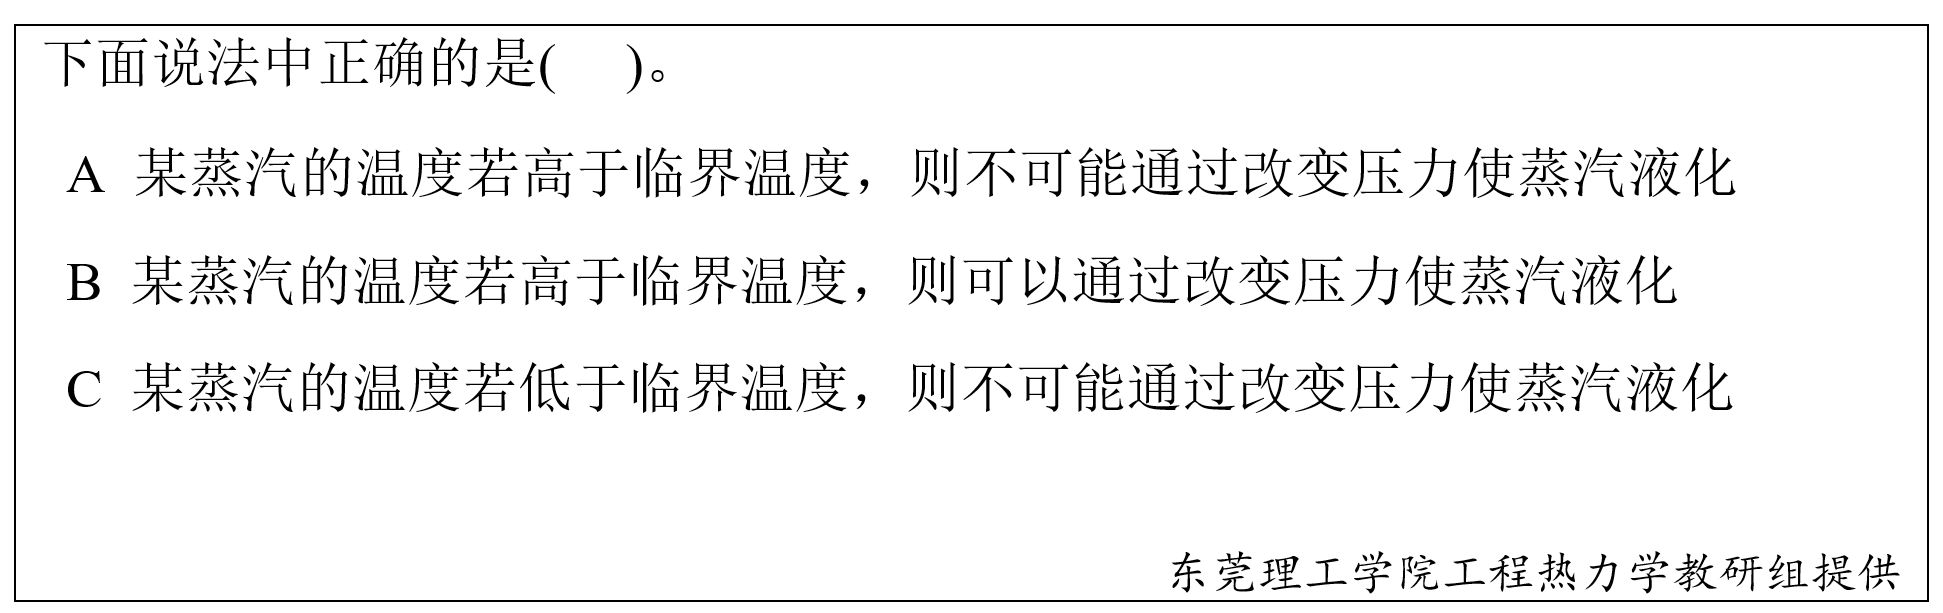 下面说法中正确的是(    )。
A 某蒸汽的温度若高于临界温度，则不可能通过改变压力使蒸汽液化
B 某蒸汽的温度若高于临界温度，则可以通过改变压力使蒸汽液化
C 某蒸汽的温度若低于临界温度，则不可能通过改变压力使蒸汽液化
东莞理工学院工程热力学教研组提供